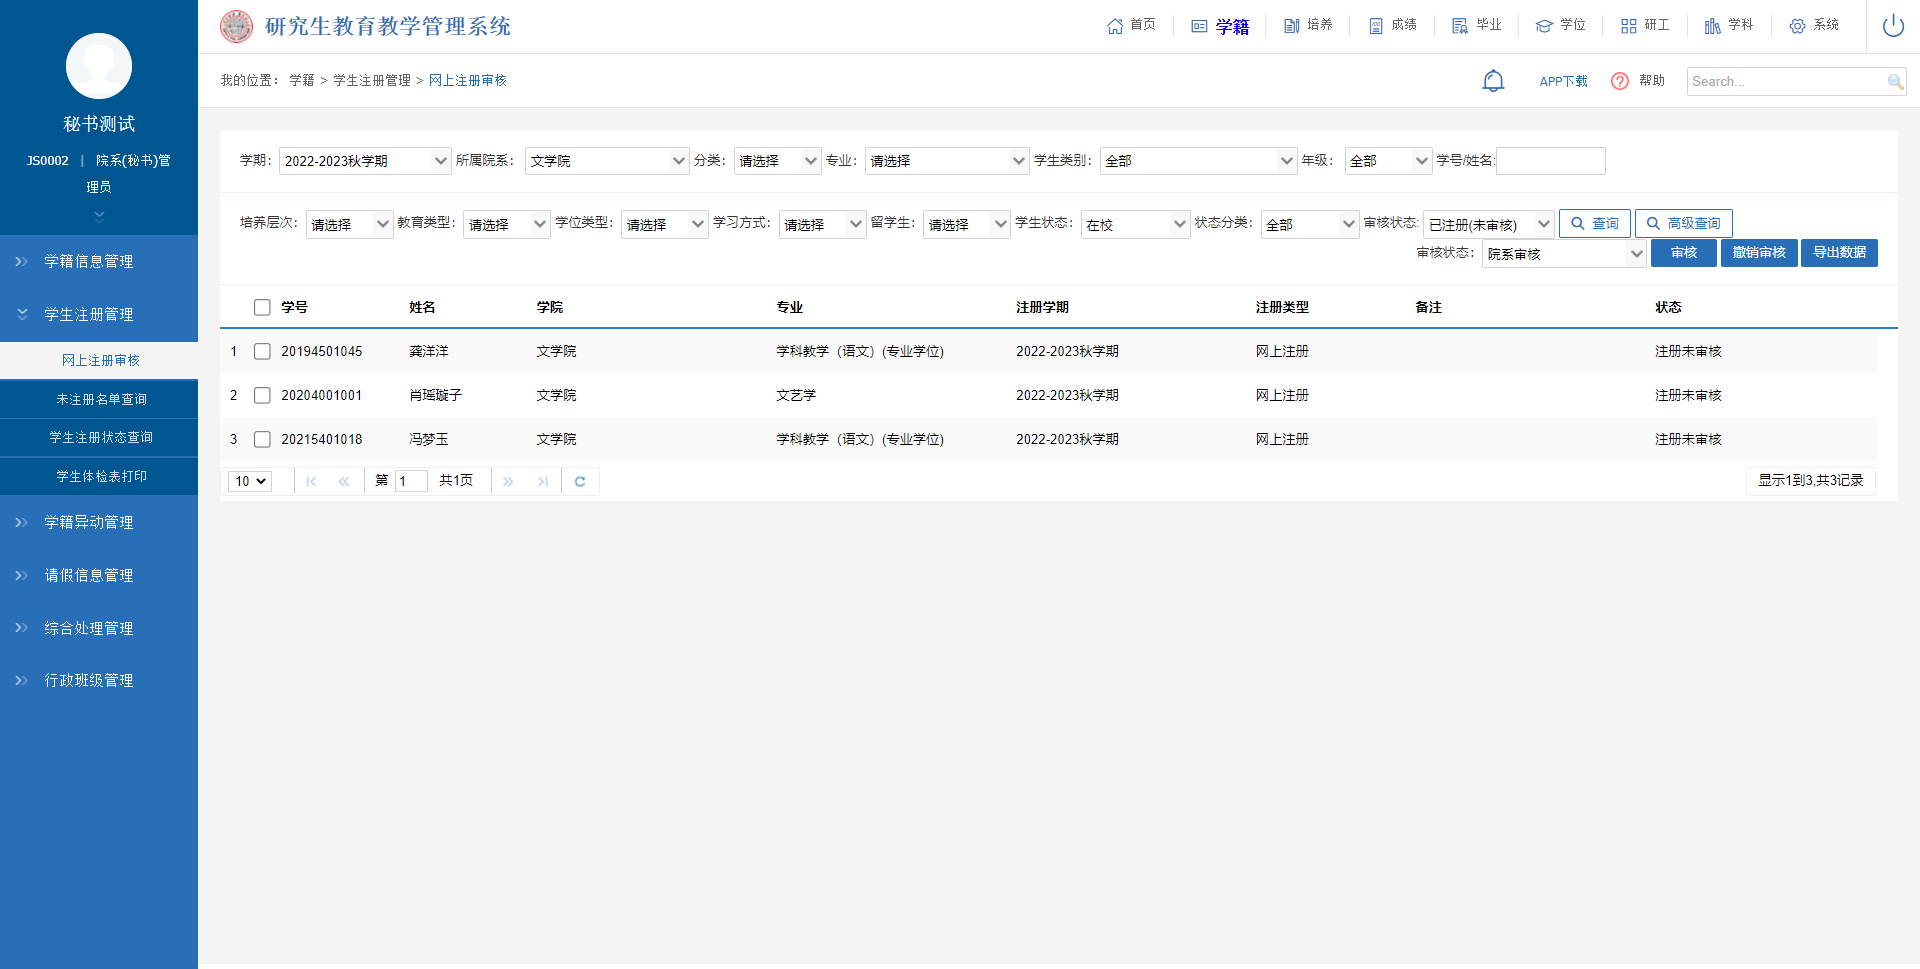 研究生教育教学管理系统
首页 学籍 培养 成绩 毕业 学位 研工 学科 系统
秘书测试
JS0002 | 院系(秘书)管
理员
学籍信息管理
学生注册管理
网上注册审核
未注册名单查询
学生注册状态查询
学生体检表打印
学籍异动管理
请假信息管理
综合处理管理
行政班级管理
我的位置： 学籍 > 学生注册管理 > 网上注册审核
APP下载 帮助 Search...
学期： 2022-2023秋学期 所属院系： 文学院 分类： 请选择 专业： 请选择 学生类别： 全部 年级： 全部 学号/姓名:
培养层次： 请选择 教育类型： 请选择 学位类型： 请选择 学习方式： 请选择 留学生： 请选择 学生状态： 在校 状态分类： 全部 审核状态: 已注册(未审核) 查询 高级查询
审核状态： 院系审核 审核 撤销审核 导出数据
学号 姓名 学院 专业 注册学期 注册类型 备注 状态
1 20194501045 龚洋洋 文学院 学科教学（语文）(专业学位) 2022-2023秋学期 网上注册 注册未审核
2 20204001001 肖瑶璇子 文学院 文艺学 2022-2023秋学期 网上注册 注册未审核
3 20215401018 冯梦玉 文学院 学科教学（语文）(专业学位) 2022-2023秋学期 网上注册 注册未审核
10 第 1 共1页 显示1到3,共3记录